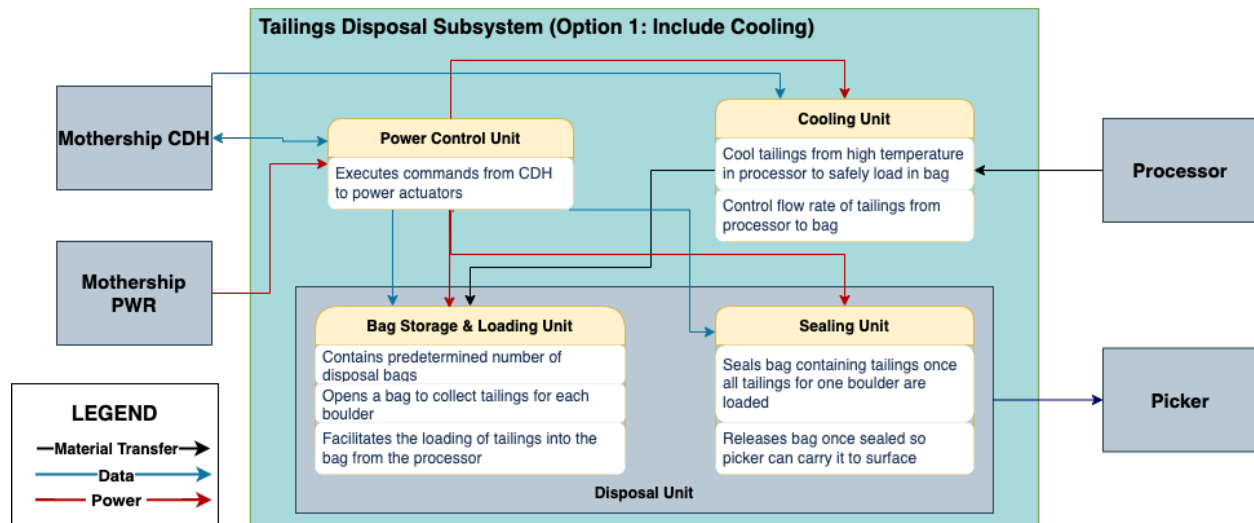 Tailings Disposal Subsystem (Option 1: Include Cooling)
Mothership CDH
Mothership
PWR
Power Control Unit
Executes commands from CDH
to power actuators
Cooling Unit
Cool tailings from high temperature
in processor to safely load in bag
Control flow rate of tailings from
processor to bag
Processor
Bag Storage & Loading Unit
Contains predetermined number of
disposal bags
Opens a bag to collect tailings for each
boulder
Facilitates the loading of tailings into the
bag from the processor
Sealing Unit
Seals bag containing tailings once
all tailings for one boulder are
loaded
Releases bag once sealed so
picker can carry it to surface
Disposal Unit
Picker
LEGEND
Material Transfer
Data
Power